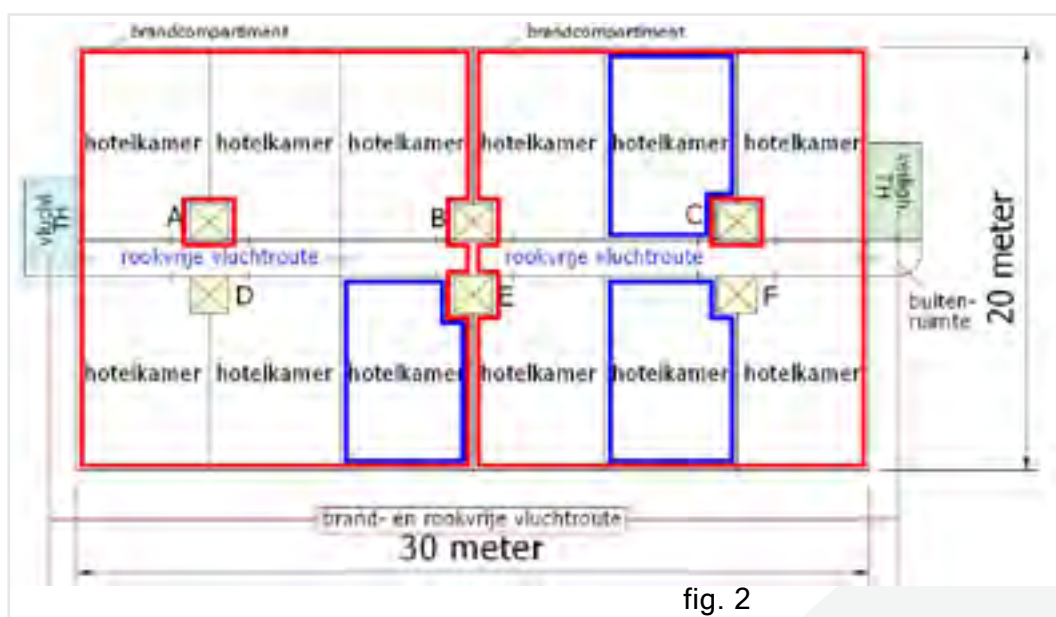 brandcompartiment brandcompartiment
hotelkamer hotelkamer hotelkamer hotelkamer hotelkamer hotelkamer
vlucht TH
TH
A B C
rookvrije vluchtroute rookvrije vluchtroute
D E F
buiten-
ruimte
20 meter
hotelkamer hotelkamer hotelkamer hotelkamer hotelkamer hotelkamer
brand- en rookvrije vluchtroute
30 meter
fig. 2